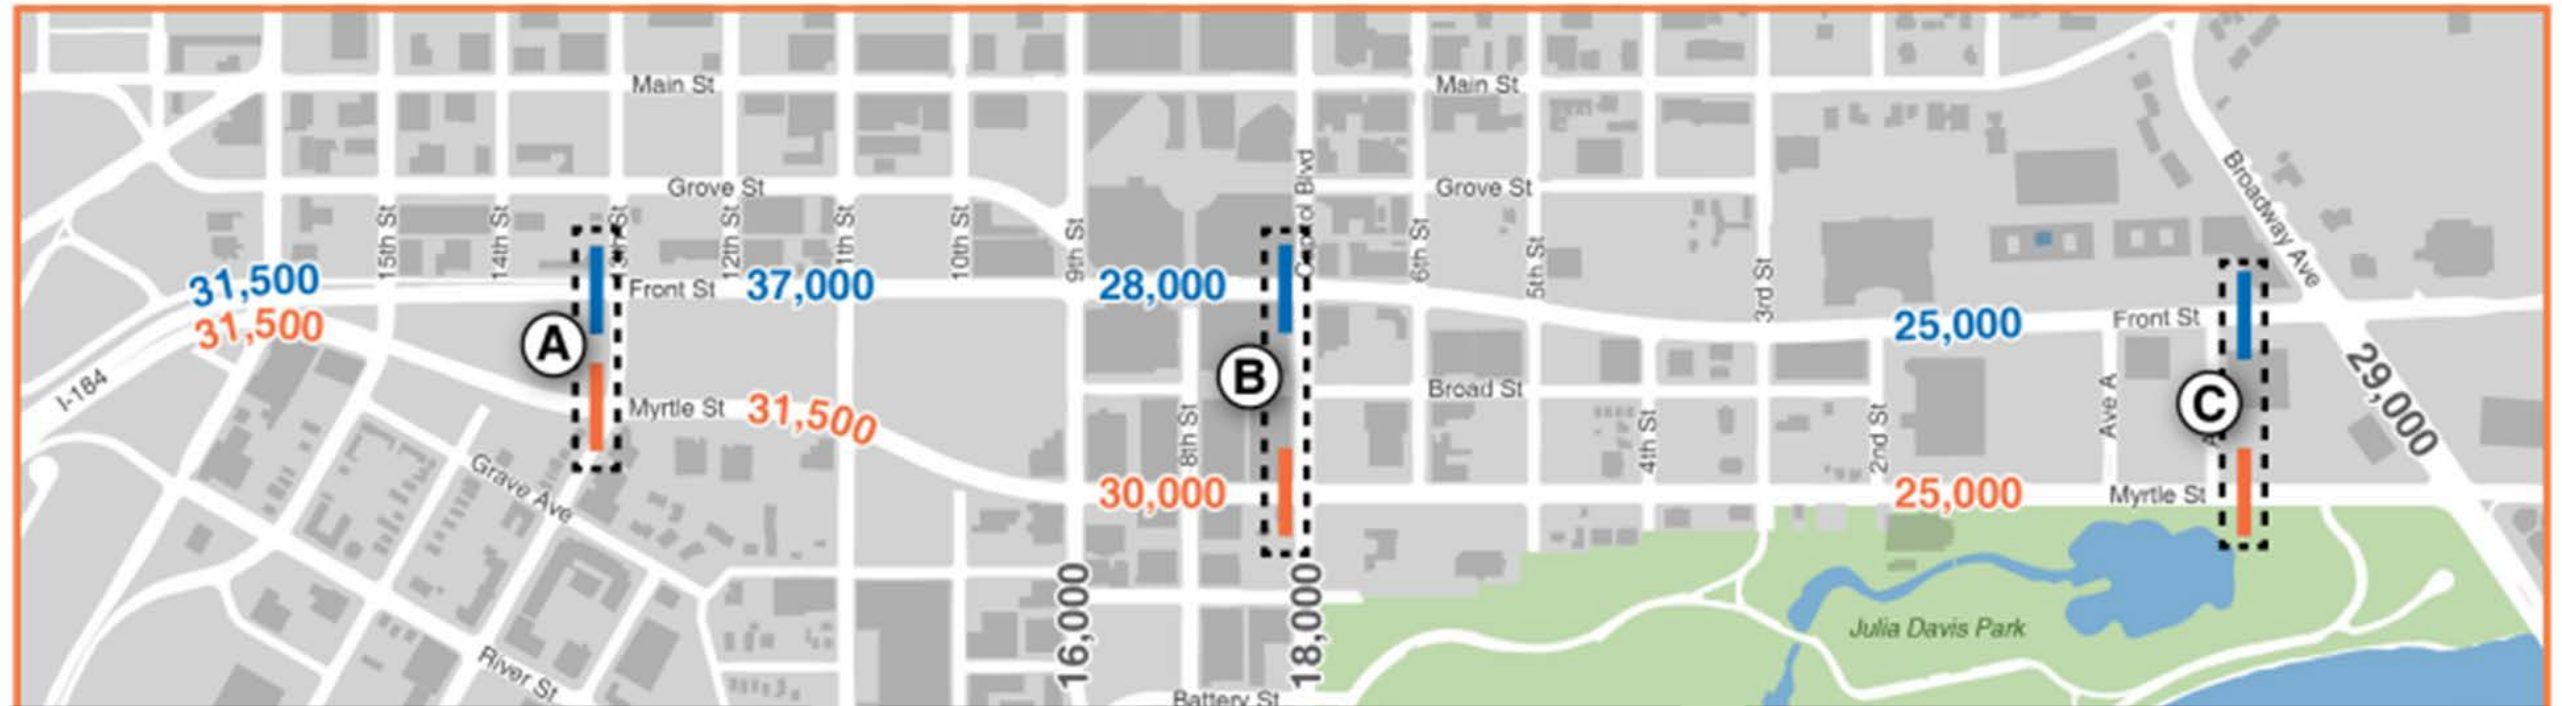 Main St
Main St
Grove St
Grove St
Capitol Blvd
Broadway Ave
15th St
14th St
13th St
12th St
11th St
10th St
9th St
6th St
5th St
3rd St
31,500
Front St
37,000
28,000
25,000
Front St
31,500
A
B
C
I-184
Myrtle St
31,500
Broad St
29,000
8th St
4th St
2nd St
Ave A
30,000
25,000
Myrtle St
Grave Ave
16,000
18,000
Julia Davis Park
River St
Battery St